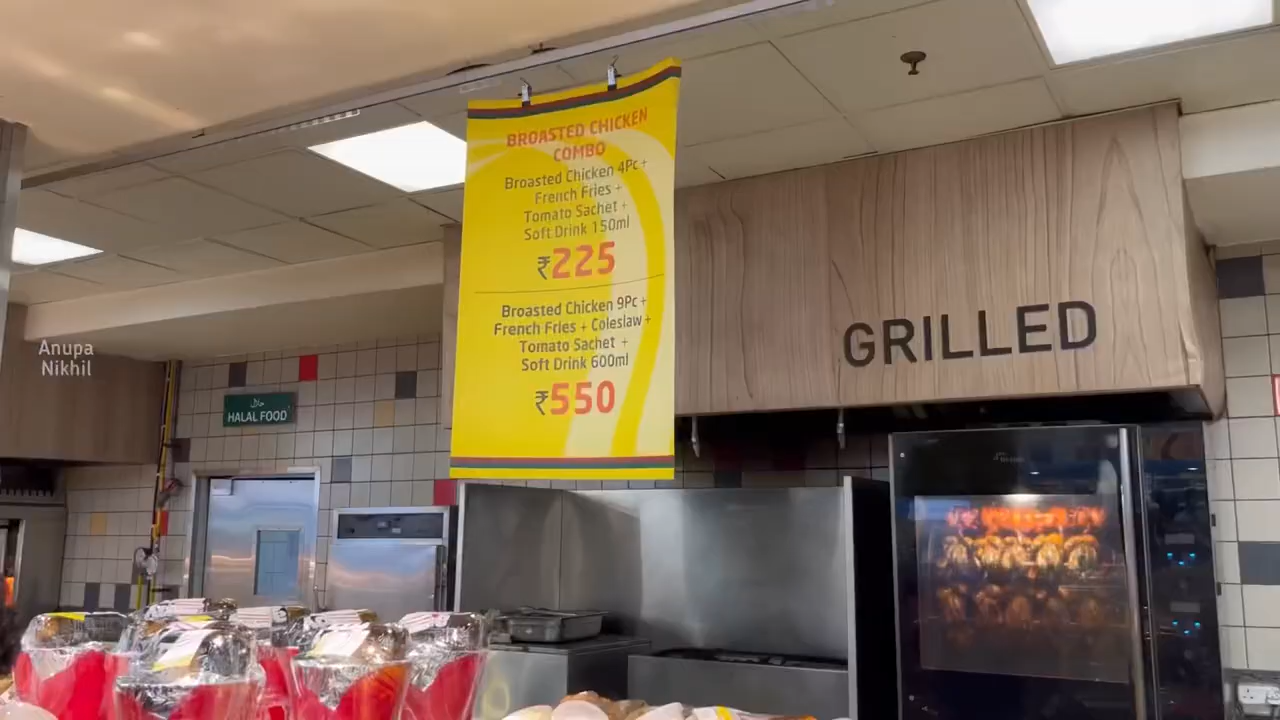 BROASTED CHICKEN
COMBO
Broasted Chicken 4Pc+
French Fries +
Tomato Sachet +
Soft Drink 150ml
₹225
Broasted Chicken 9Pc+
French Fries + Coleslaw +
Tomato Sachet +
Soft Drink 600ml
₹550
GRILLED
Anupa
Nikhil
حلال
HALAL FOOD